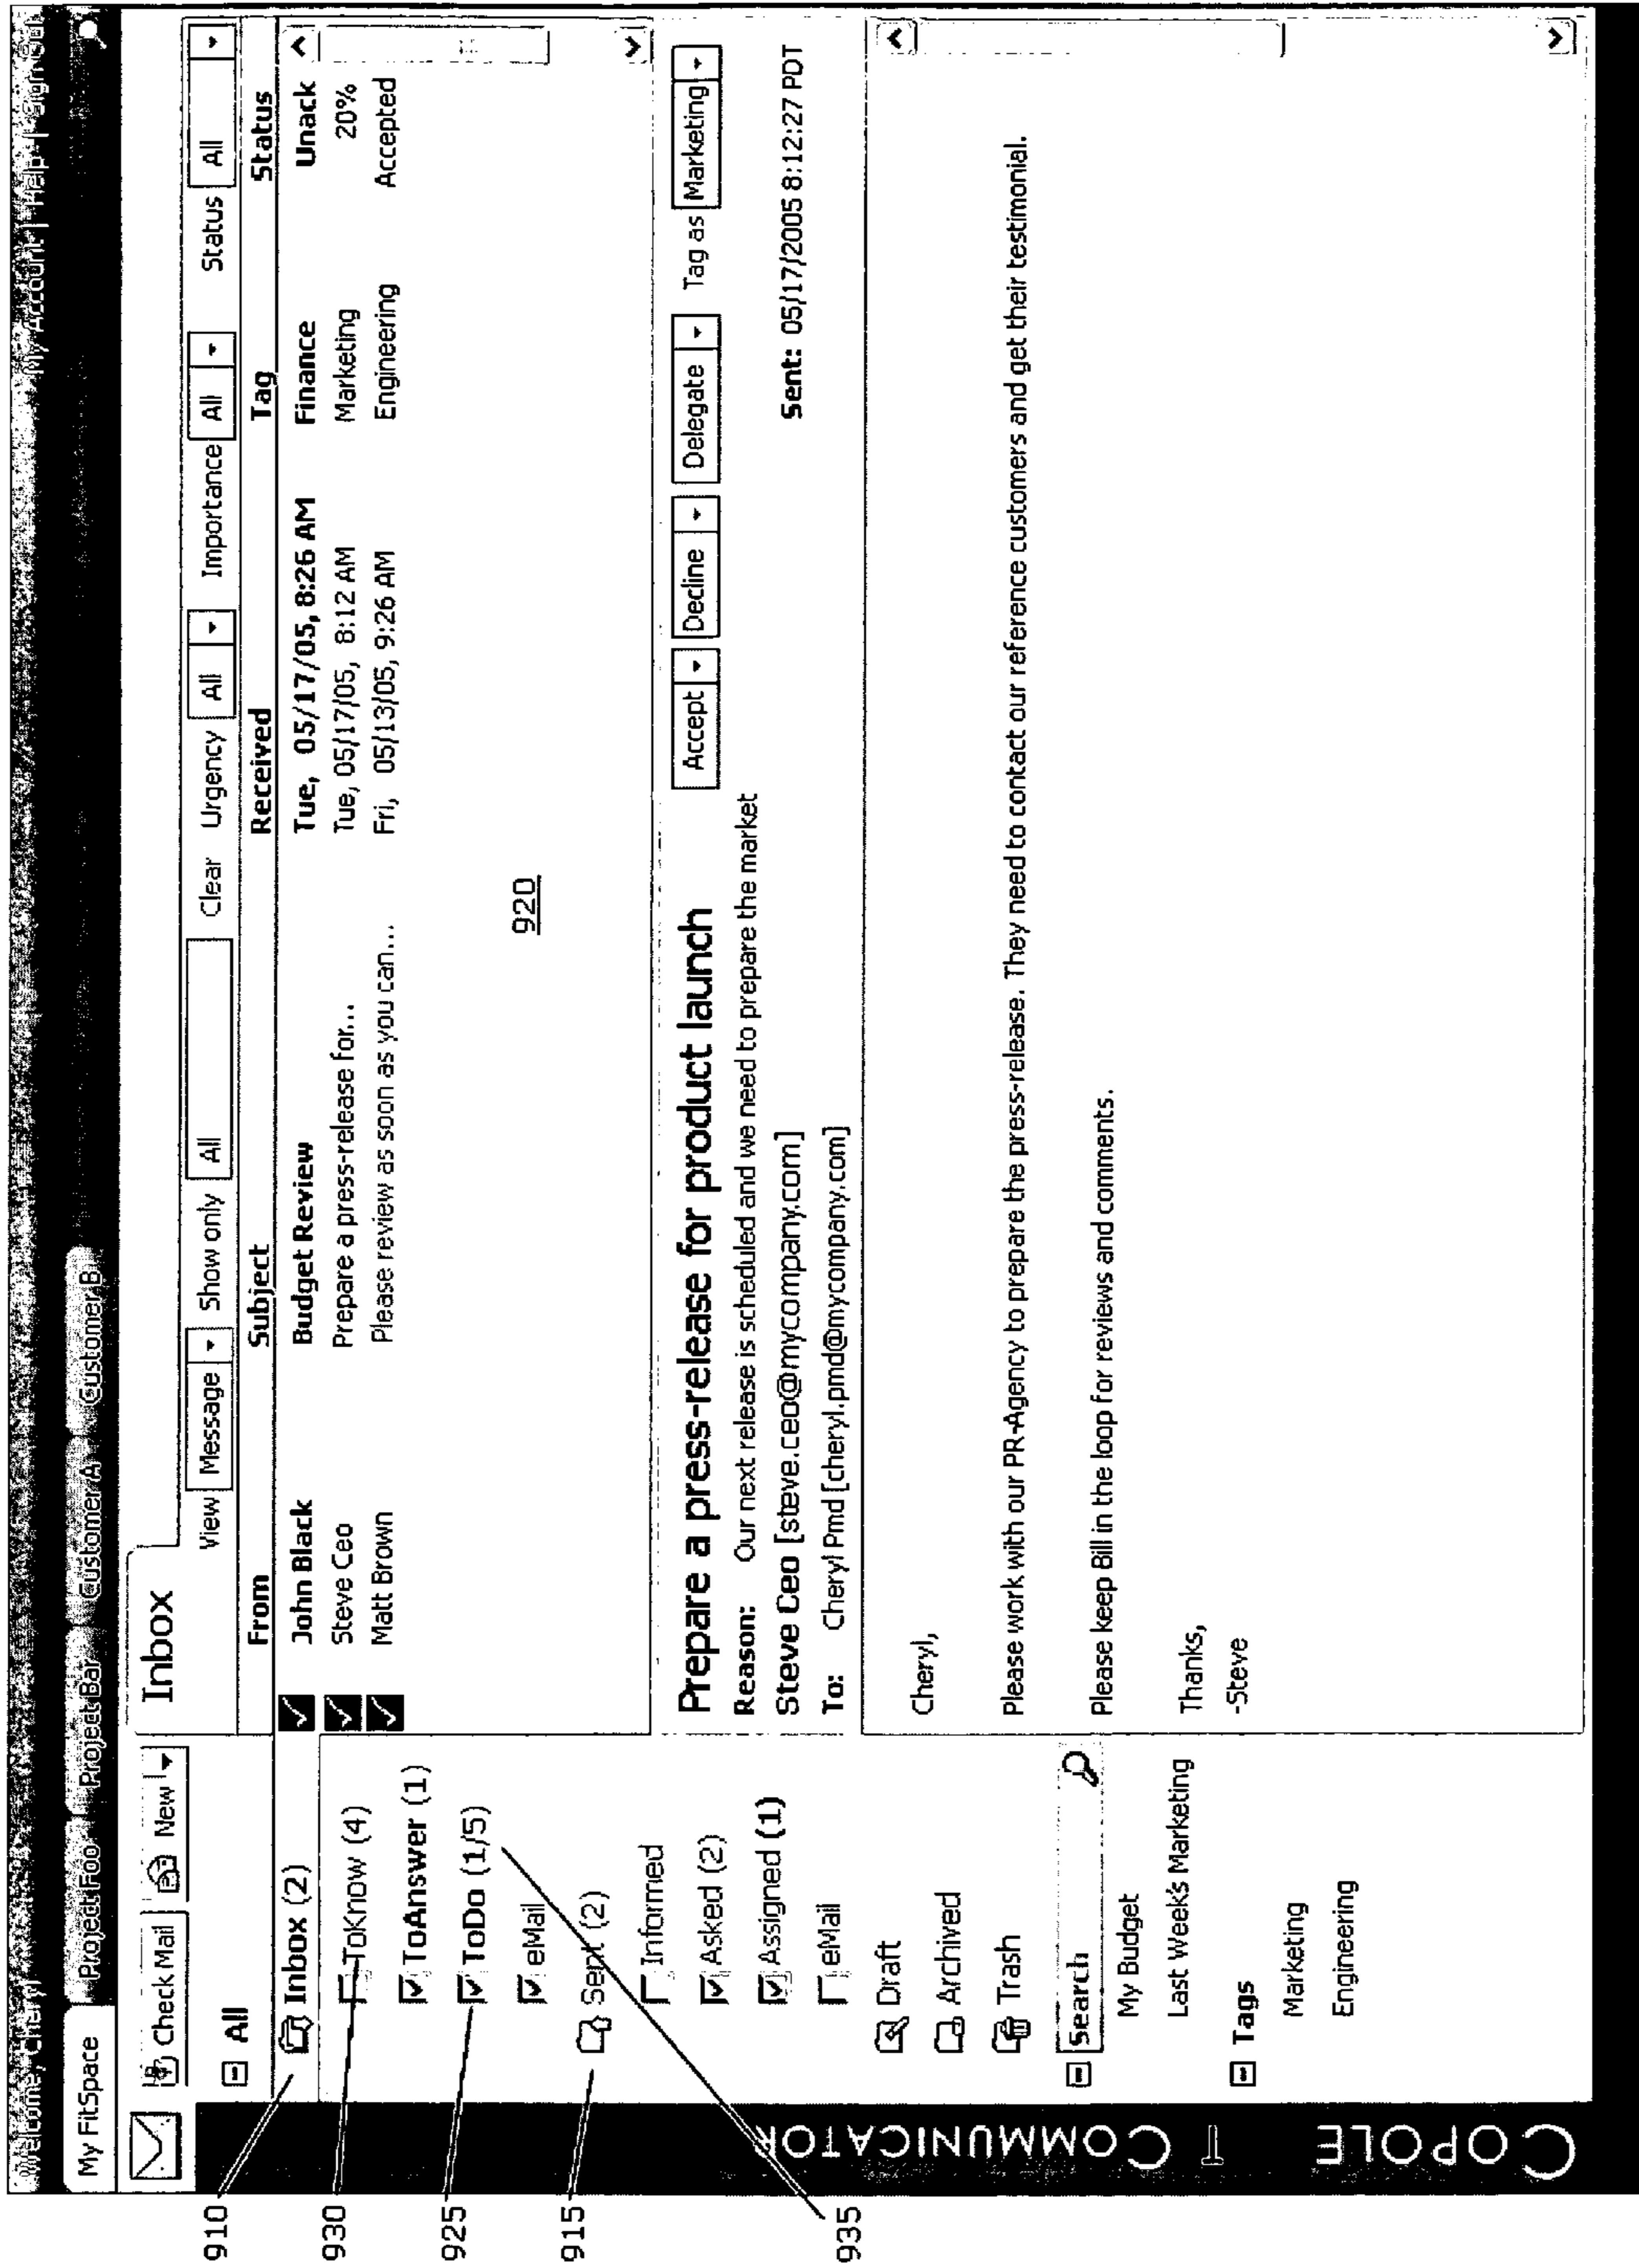 Welcome, Cheryl
My Account | Help | Sign Out
My FitSpace Project Foo Project Bar Customer A Customer B
Check Mail New
Inbox
View Message Show only All Clear Urgency All Importance All Status All
From Subject Received Tag Status
John Black Budget Review Tue, 05/17/05, 8:26 AM Finance Unack
Steve Ceo Prepare a press-release for... Tue, 05/17/05, 8:12 AM Marketing 20%
Matt Brown Please review as soon as you can... Fri, 05/13/05, 9:26 AM Engineering Accepted
920
Prepare a press-release for product launch
Accept Decline Delegate Tag as Marketing
Reason: Our next release is scheduled and we need to prepare the market
Steve Ceo [steve.ceo@mycompany.com] Sent: 05/17/2005 8:12:27 PDT
To: Cheryl Pmd [cheryl.pmd@mycompany.com]
Cheryl,
Please work with our PR-Agency to prepare the press-release. They need to contact our reference customers and get their testimonial.
Please keep Bill in the loop for reviews and comments.
Thanks,
-Steve
All
Inbox (2)
ToKnow (4)
ToAnswer (1)
ToDo (1/5)
eMail
Sept (2)
Informed
Asked (2)
Assigned (1)
eMail
Draft
Archived
Trash
Search
My Budget
Last Week's Marketing
Tags
Marketing
Engineering
COPOLE
COMMUNICATOR
910
930
925
915
935